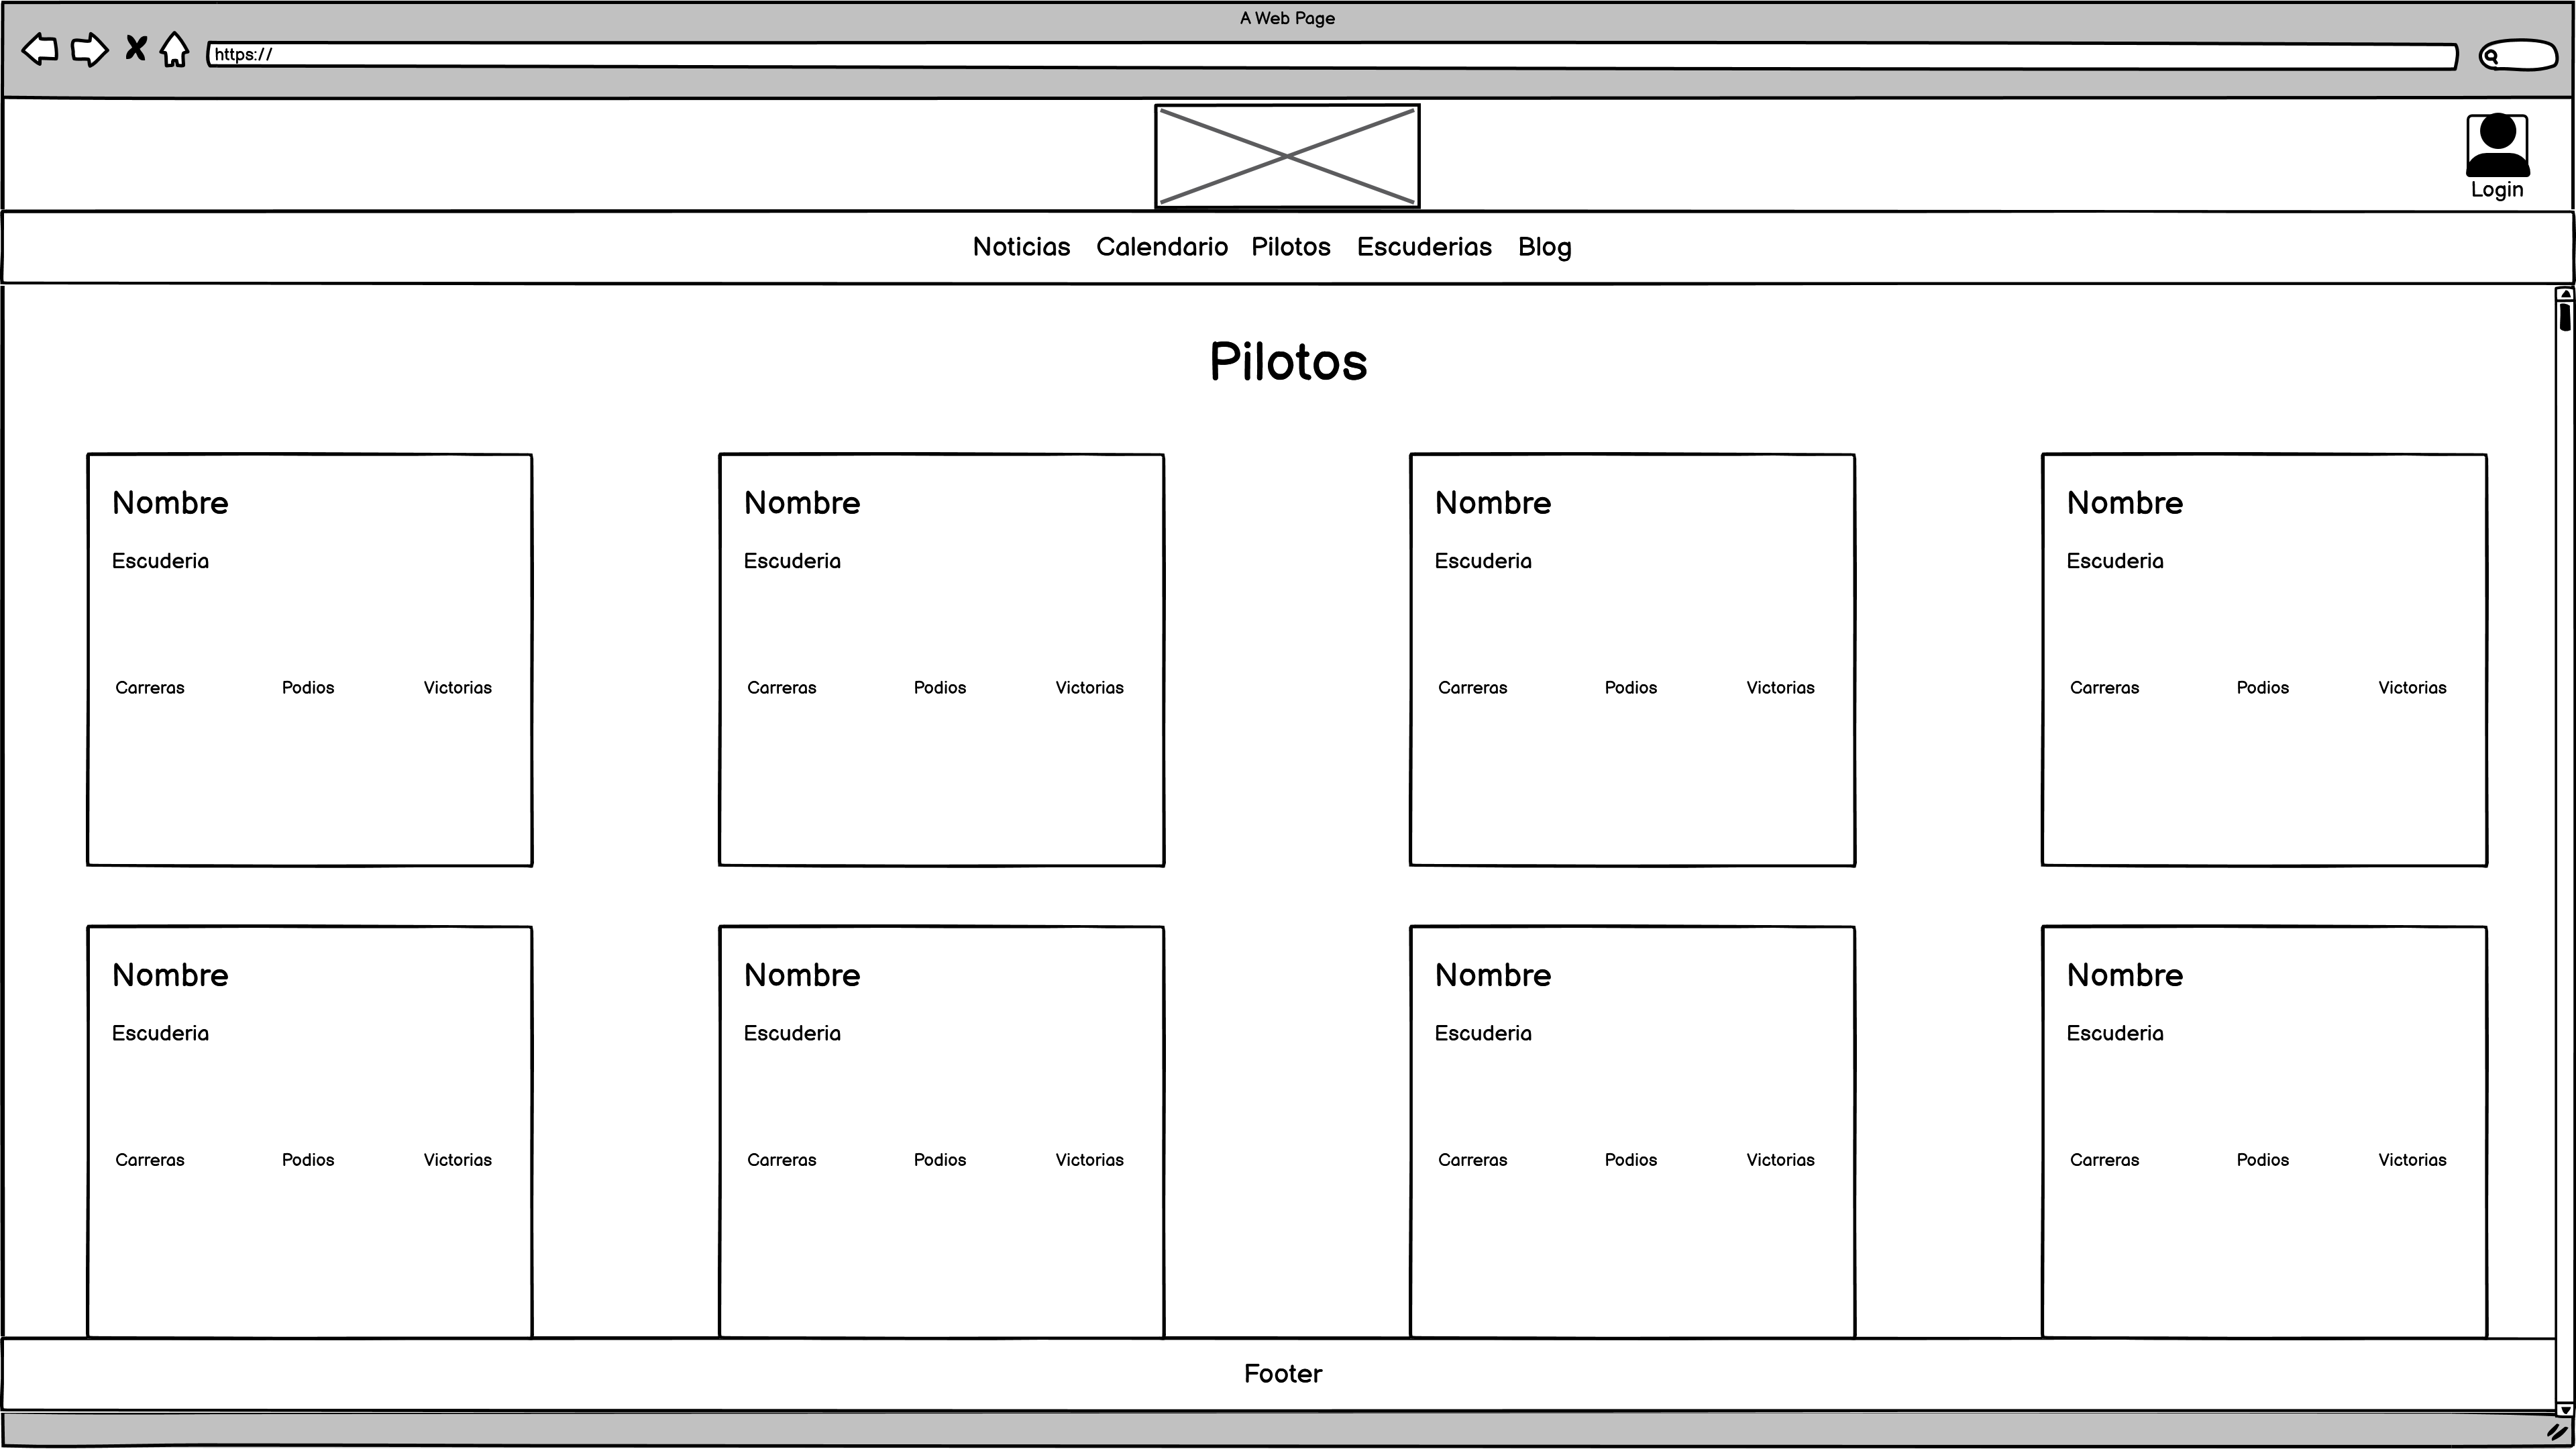 A Web Page
https://
Login
Noticias Calendario Pilotos Escuderias Blog
Pilotos
Nombre Nombre Nombre Nombre
Escuderia Escuderia Escuderia Escuderia
Carreras Podios Victorias Carreras Podios Victorias Carreras Podios Victorias Carreras Podios Victorias
Nombre Nombre Nombre Nombre
Escuderia Escuderia Escuderia Escuderia
Carreras Podios Victorias Carreras Podios Victorias Carreras Podios Victorias Carreras Podios Victorias
Footer